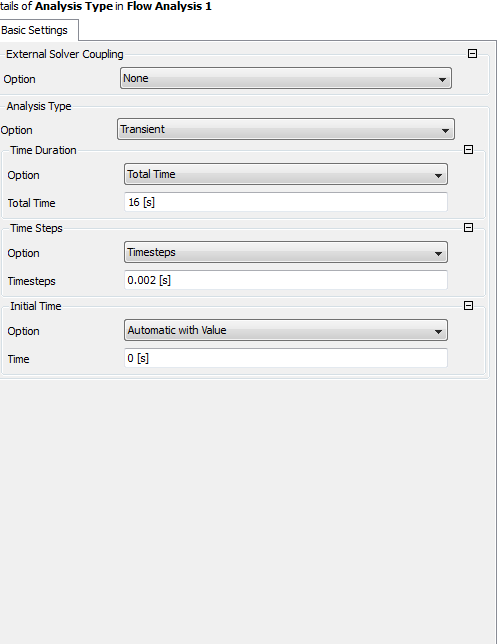 tails of Analysis Type in Flow Analysis 1
Basic Settings
External Solver Coupling
Option None
Analysis Type
Option Transient
Time Duration
Option Total Time
Total Time 16 [s]
Time Steps
Option Timesteps
Timesteps 0.002 [s]
Initial Time
Option Automatic with Value
Time 0 [s]